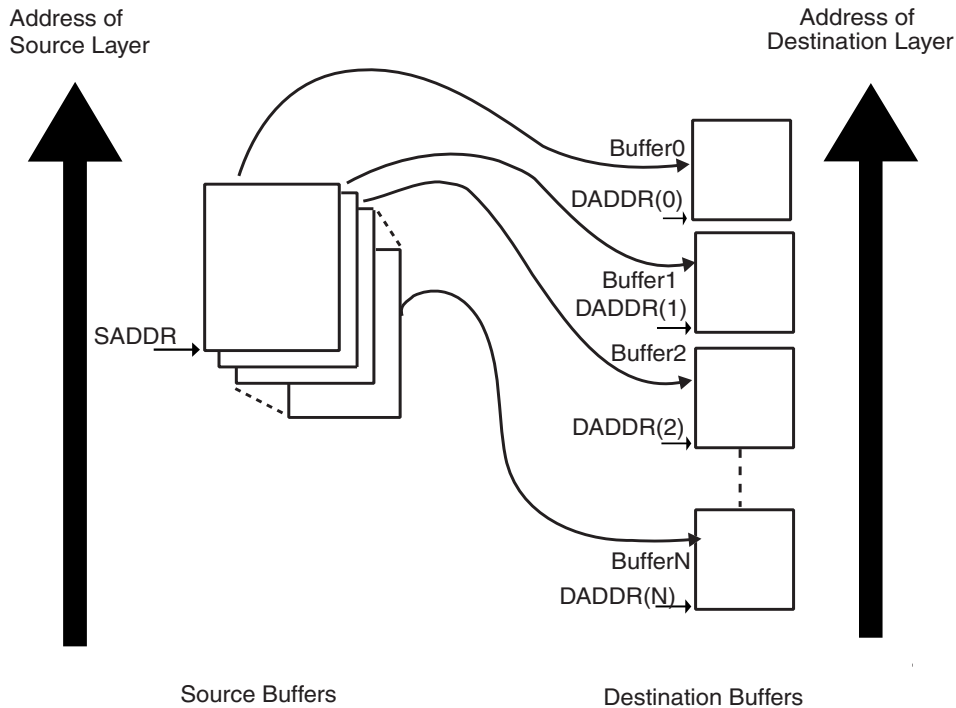 Address of
Source Layer
Address of
Destination Layer
Buffer0
DADDR(0)
Buffer1
DADDR(1)
SADDR
Buffer2
DADDR(2)
BufferN
DADDR(N)
Source Buffers
Destination Buffers